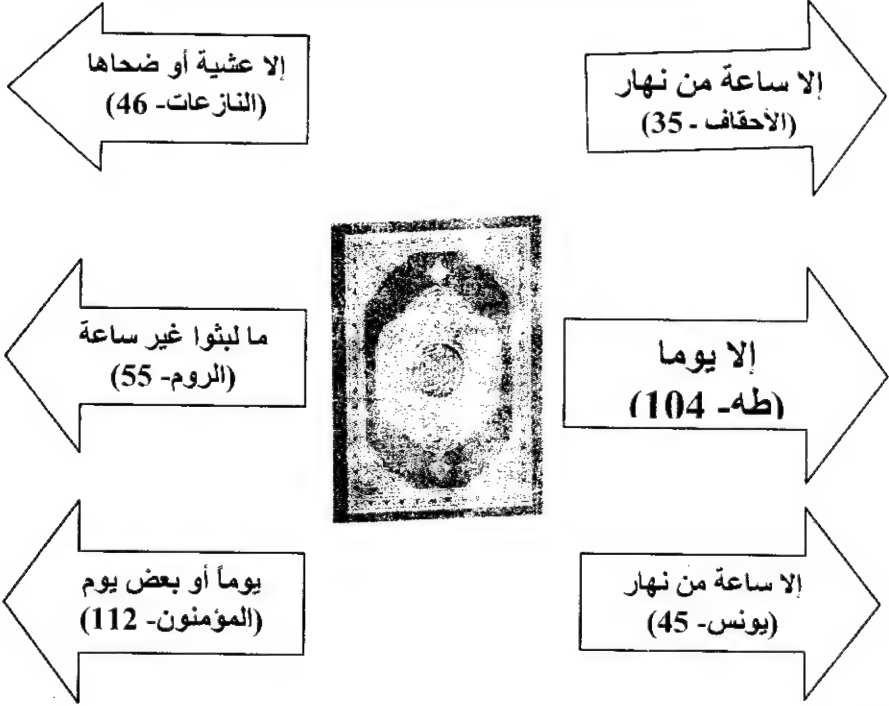 إلا ساعة من نهار
(الأحقاف - 35)
إلا عشية أو ضحاها
(النازعات- 46)
إلا يوما
(طه- 104)
ما لبثوا غير ساعة
(الروم- 55)
إلا ساعة من نهار
(يونس- 45)
يوماً أو بعض يوم
(المؤمنون- 112)